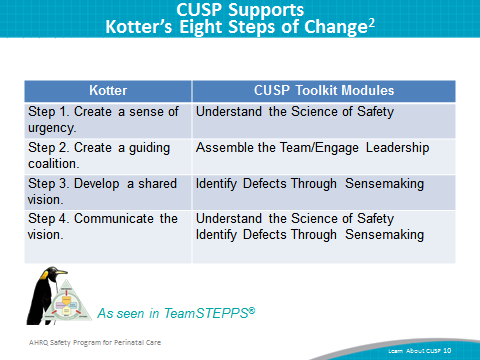 CUSP Supports
Kotter's Eight Steps of Change2
Kotter
CUSP Toolkit Modules
Step 1. Create a sense of
urgency.
Understand the Science of Safety
Step 2. Create a guiding
coalition.
Assemble the Team/Engage Leadership
Step 3. Develop a shared
vision.
Identify Defects Through Sensemaking
Step 4. Communicate the
vision.
Understand the Science of Safety
Identify Defects Through Sensemaking
As seen in TeamSTEPPS®
AHRQ Safety Program for Perinatal Care
Learn About CUSP 10